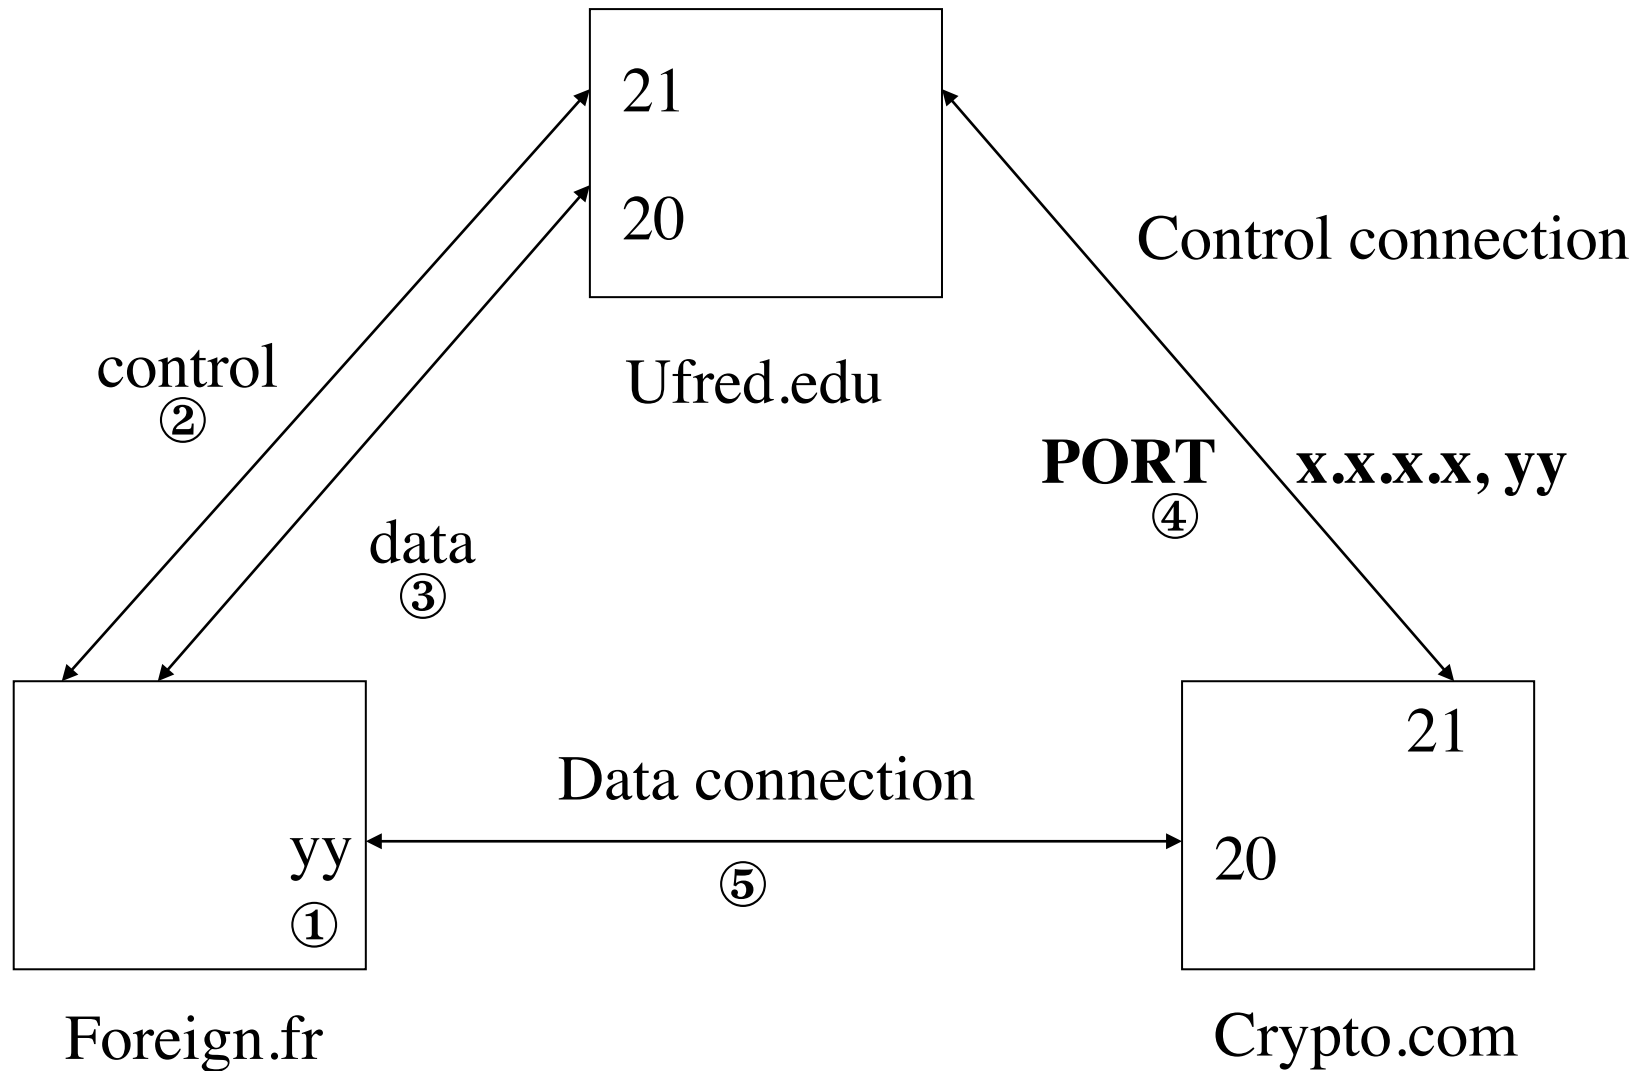 21
20
Control connection
control
②
Ufred.edu
PORT x.x.x.x, yy
④
data
③
21
Data connection
yy
20
⑤
①
Foreign.fr
Crypto.com